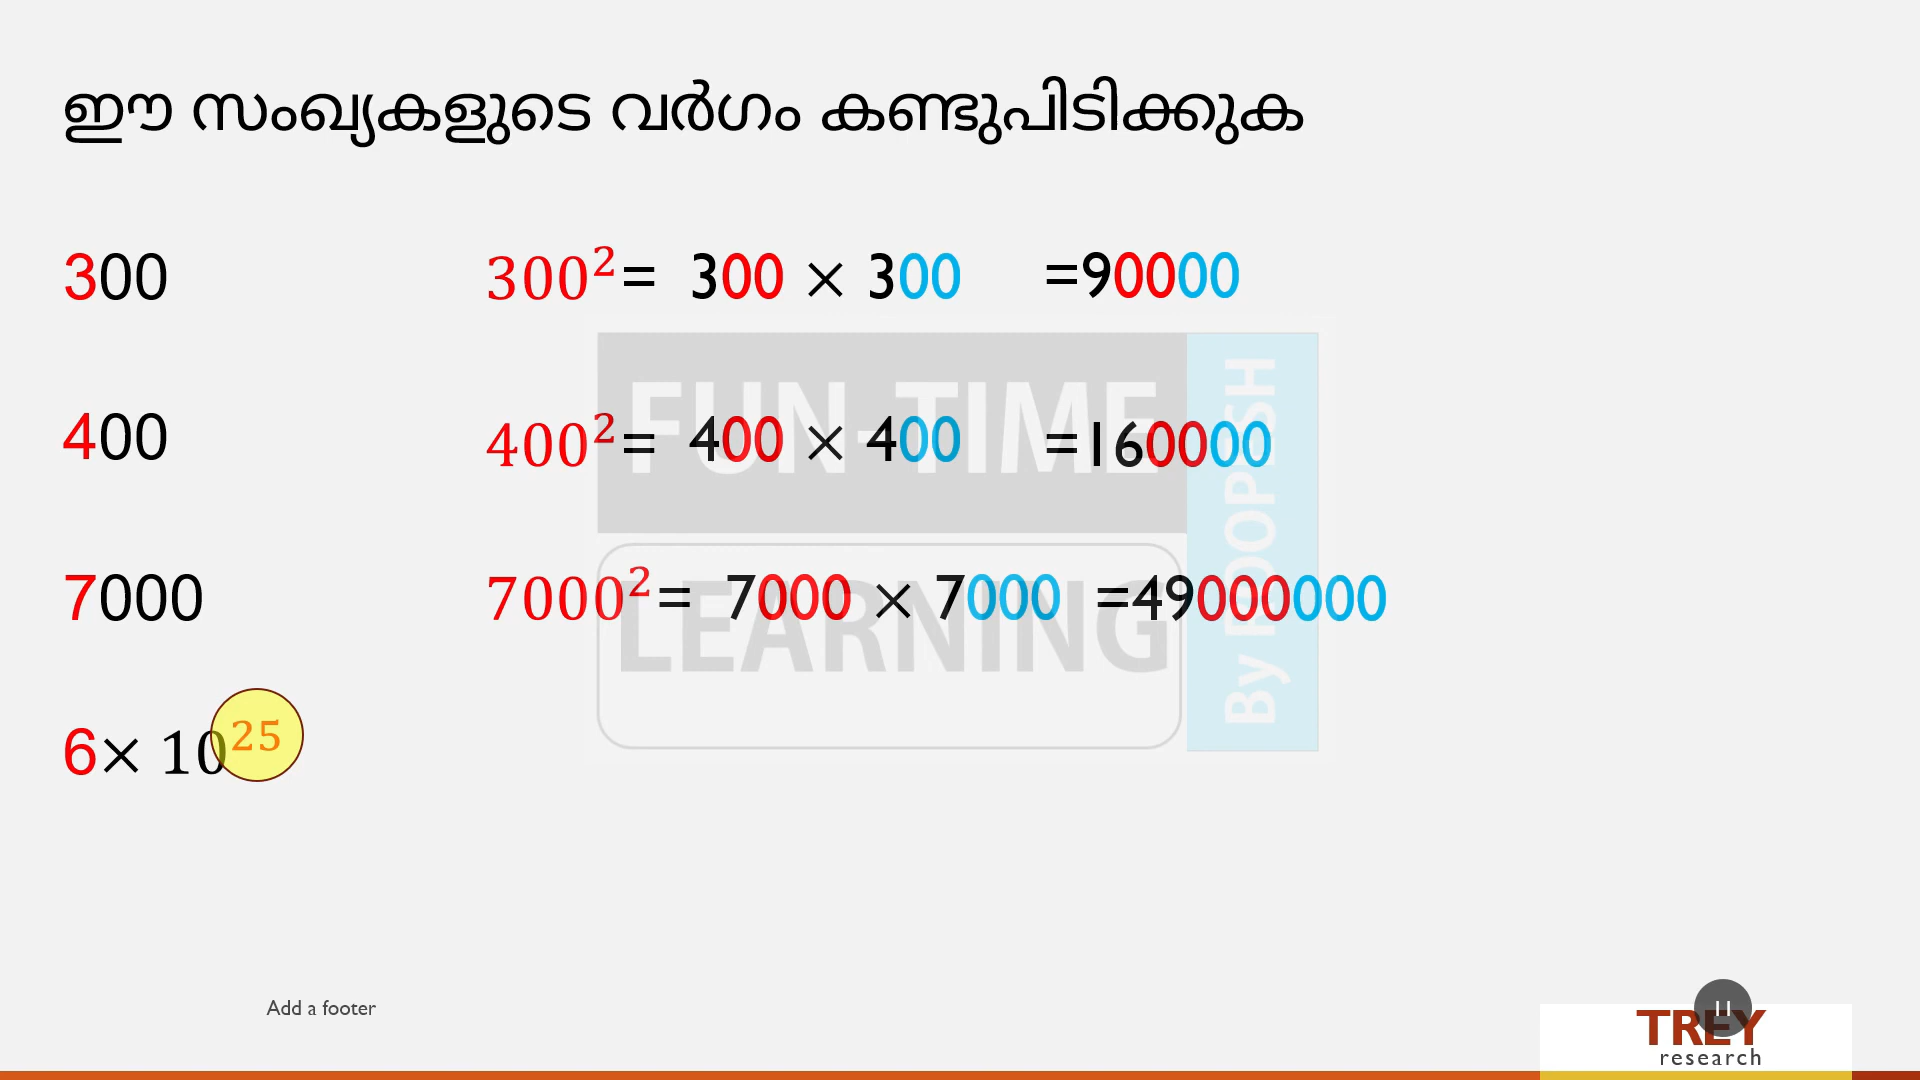 ഈ സംഖ്യകളുടെ വർഗം കണ്ടുപിടിക്കുക
300 300² = 300 × 300 =90000
400 400² = 400 × 400 =160000
7000 7000² = 7000 × 7000 =49000000
6× 10²⁵
FUN-TIME
LEARNING
By ROOPESH
Add a footer
TREY
research